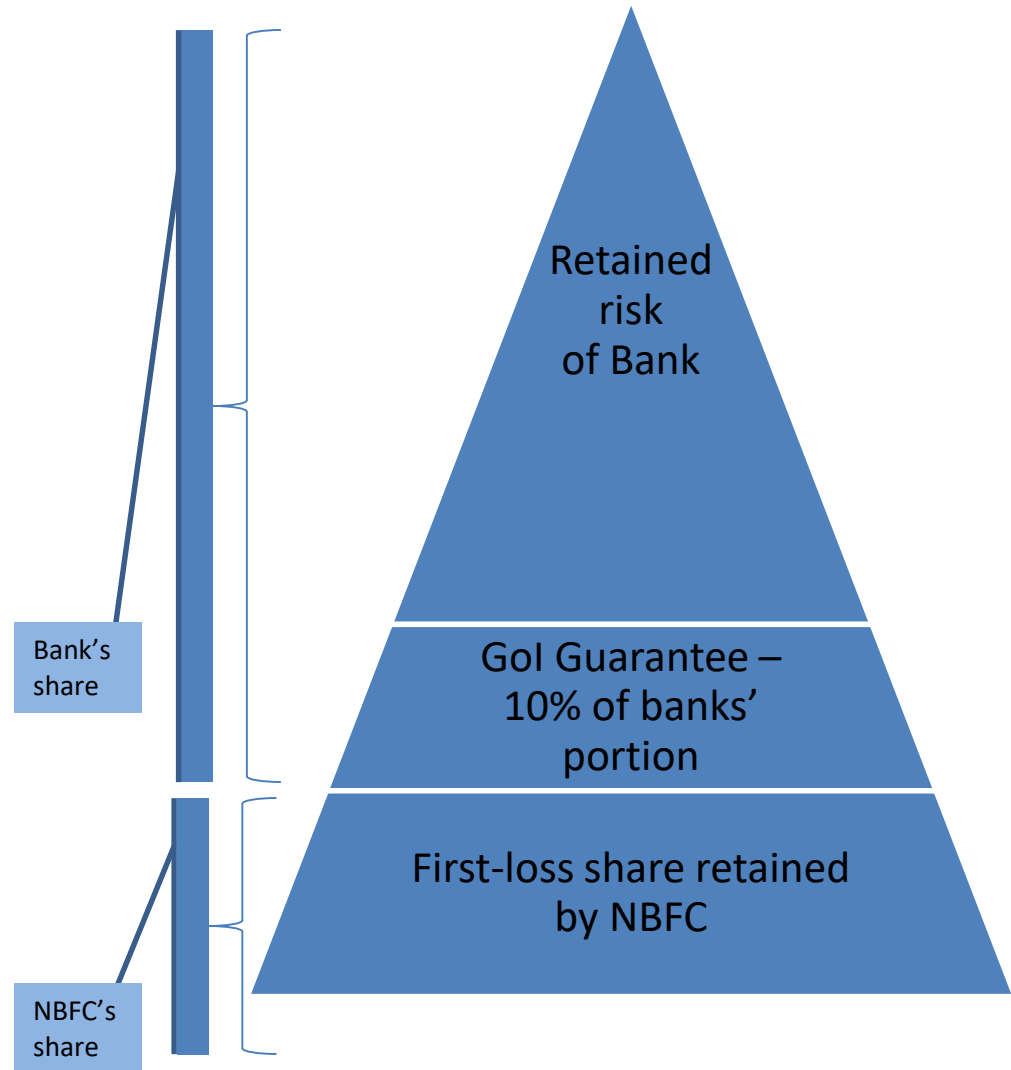 Retained
risk
of Bank
GoI Guarantee –
10% of banks’
portion
First-loss share retained
by NBFC
Bank’s
share
NBFC’s
share